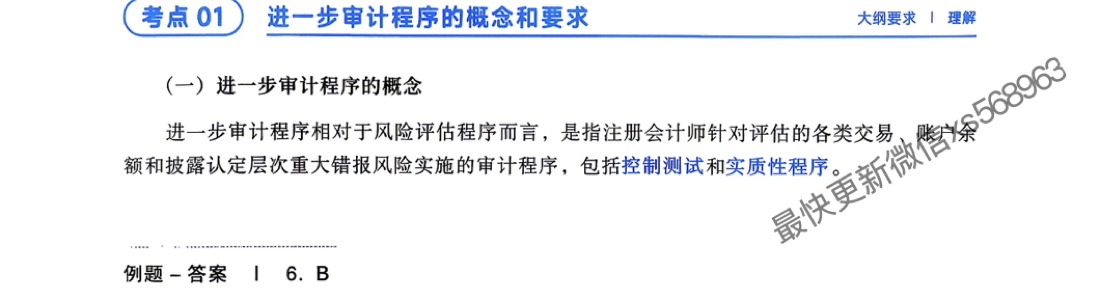 考点 01 进一步审计程序的概念和要求 大纲要求 | 理解
（一）进一步审计程序的概念
进一步审计程序相对于风险评估程序而言，是指注册会计师针对评估的各类交易、账户余
额和披露认定层次重大错报风险实施的审计程序，包括控制测试和实质性程序。
最快更新微信xs568963
例题 – 答案 | 6. B